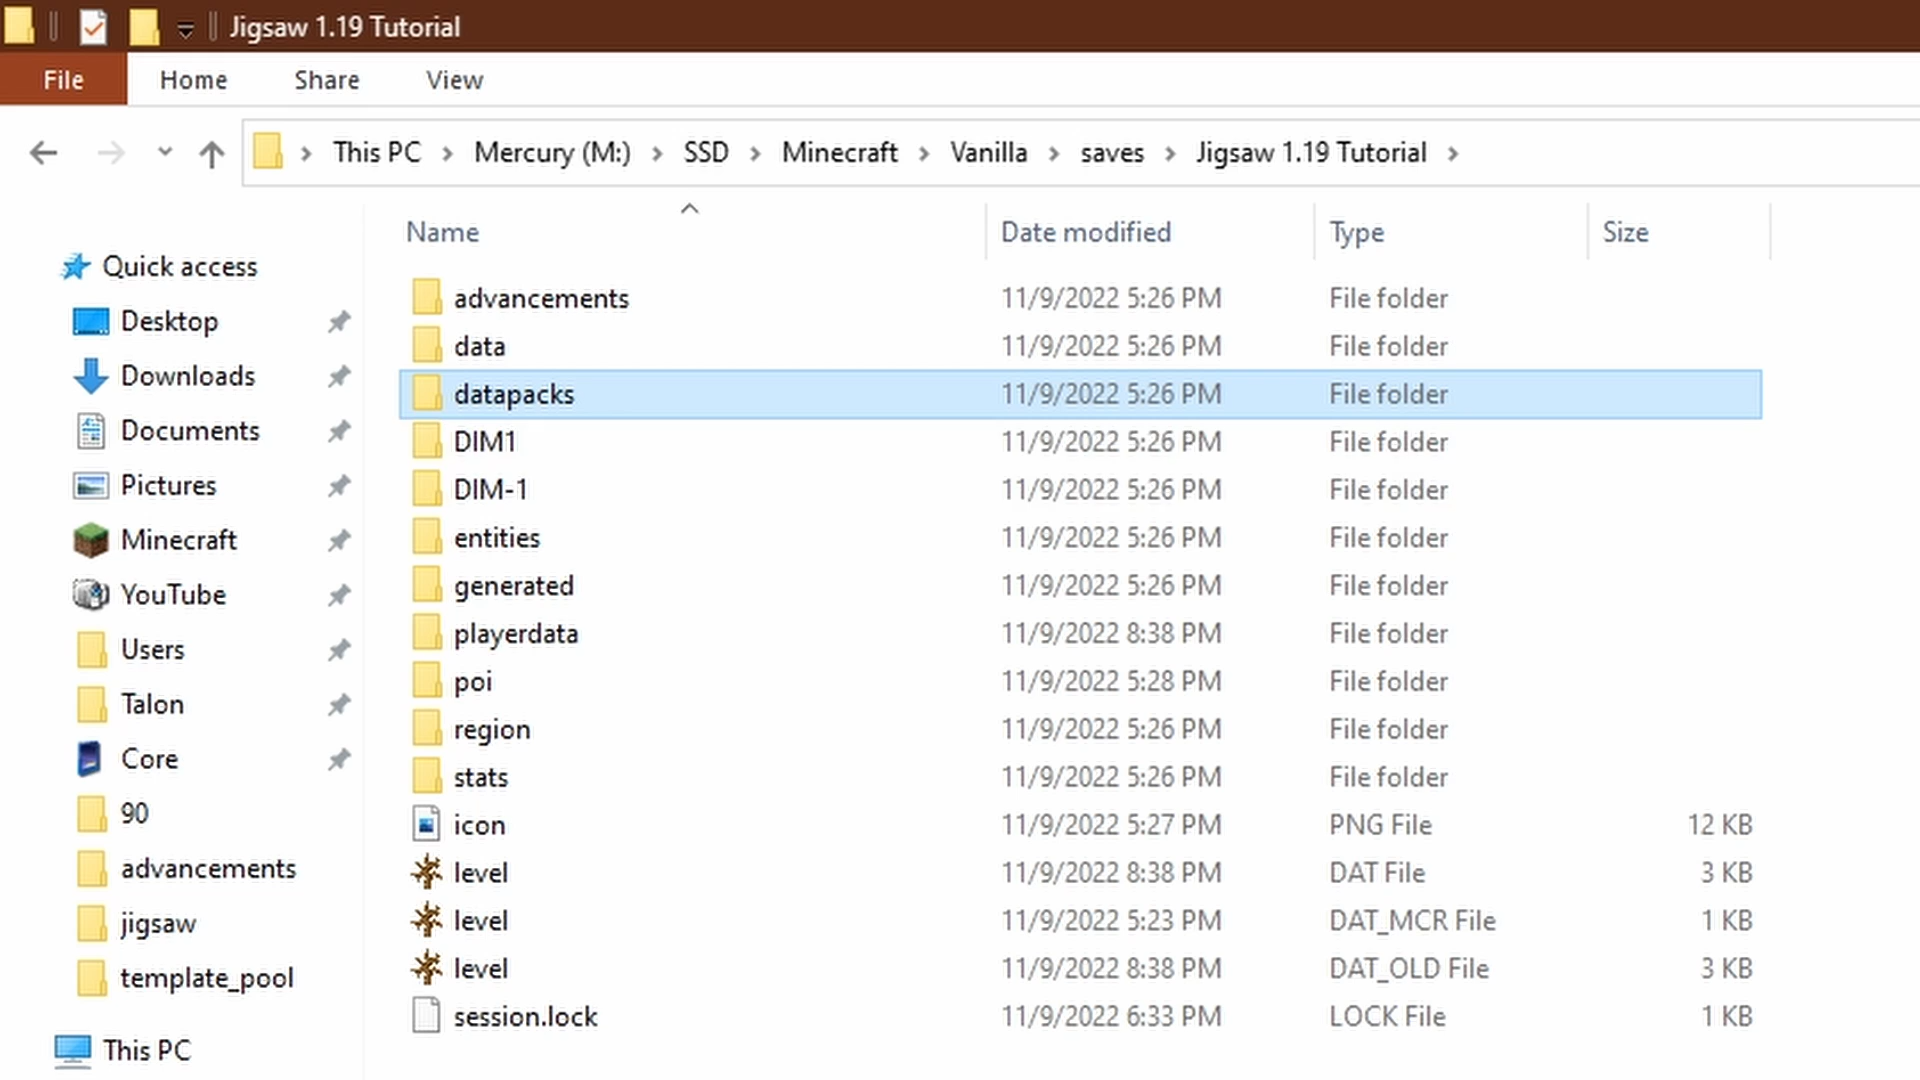 Jigsaw 1.19 Tutorial
File Home Share View
This PC Mercury (M:) SSD Minecraft Vanilla saves Jigsaw 1.19 Tutorial
Name Date modified Type Size
Quick access
Desktop
Downloads
Documents
Pictures
Minecraft
YouTube
Users
Talon
Core
90
advancements
jigsaw
template_pool
This PC
advancements 11/9/2022 5:26 PM File folder
data 11/9/2022 5:26 PM File folder
datapacks 11/9/2022 5:26 PM File folder
DIM1 11/9/2022 5:26 PM File folder
DIM-1 11/9/2022 5:26 PM File folder
entities 11/9/2022 5:26 PM File folder
generated 11/9/2022 5:26 PM File folder
playerdata 11/9/2022 8:38 PM File folder
poi 11/9/2022 5:28 PM File folder
region 11/9/2022 5:26 PM File folder
stats 11/9/2022 5:26 PM File folder
icon 11/9/2022 5:27 PM PNG File 12 KB
level 11/9/2022 8:38 PM DAT File 3 KB
level 11/9/2022 5:23 PM DAT_MCR File 1 KB
level 11/9/2022 8:38 PM DAT_OLD File 3 KB
session.lock 11/9/2022 6:33 PM LOCK File 1 KB